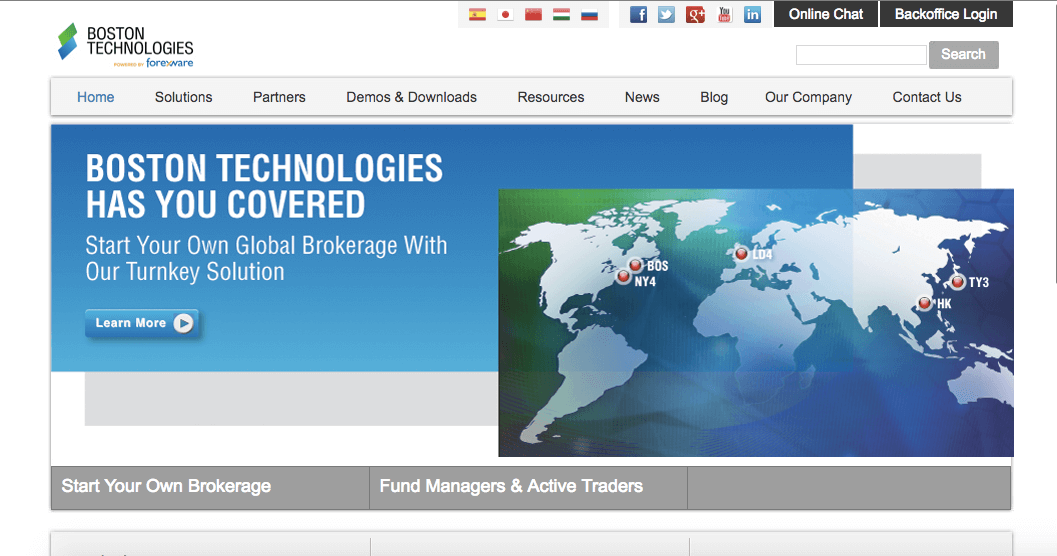 Online Chat
Backoffice Login
BOSTON
TECHNOLOGIES
POWERED BY forexware
Search
Home
Solutions
Partners
Demos & Downloads
Resources
News
Blog
Our Company
Contact Us
BOSTON TECHNOLOGIES
HAS YOU COVERED
Start Your Own Global Brokerage With
Our Turnkey Solution
Learn More
BOS
NY4
LD4
TY3
HK
Start Your Own Brokerage
Fund Managers & Active Traders